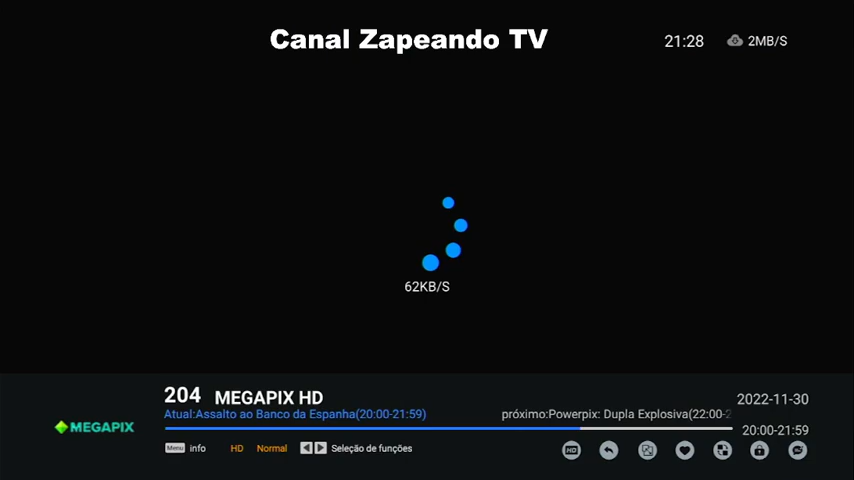 Canal Zapeando TV
21:28
2MB/S
62KB/S
204 MEGAPIX HD
2022-11-30
Atual:Assalto ao Banco da Espanha(20:00-21:59)
próximo:Powerpix: Dupla Explosiva(22:00-2
MEGAPIX
20:00-21:59
Menu info HD Normal Seleção de funções
HD